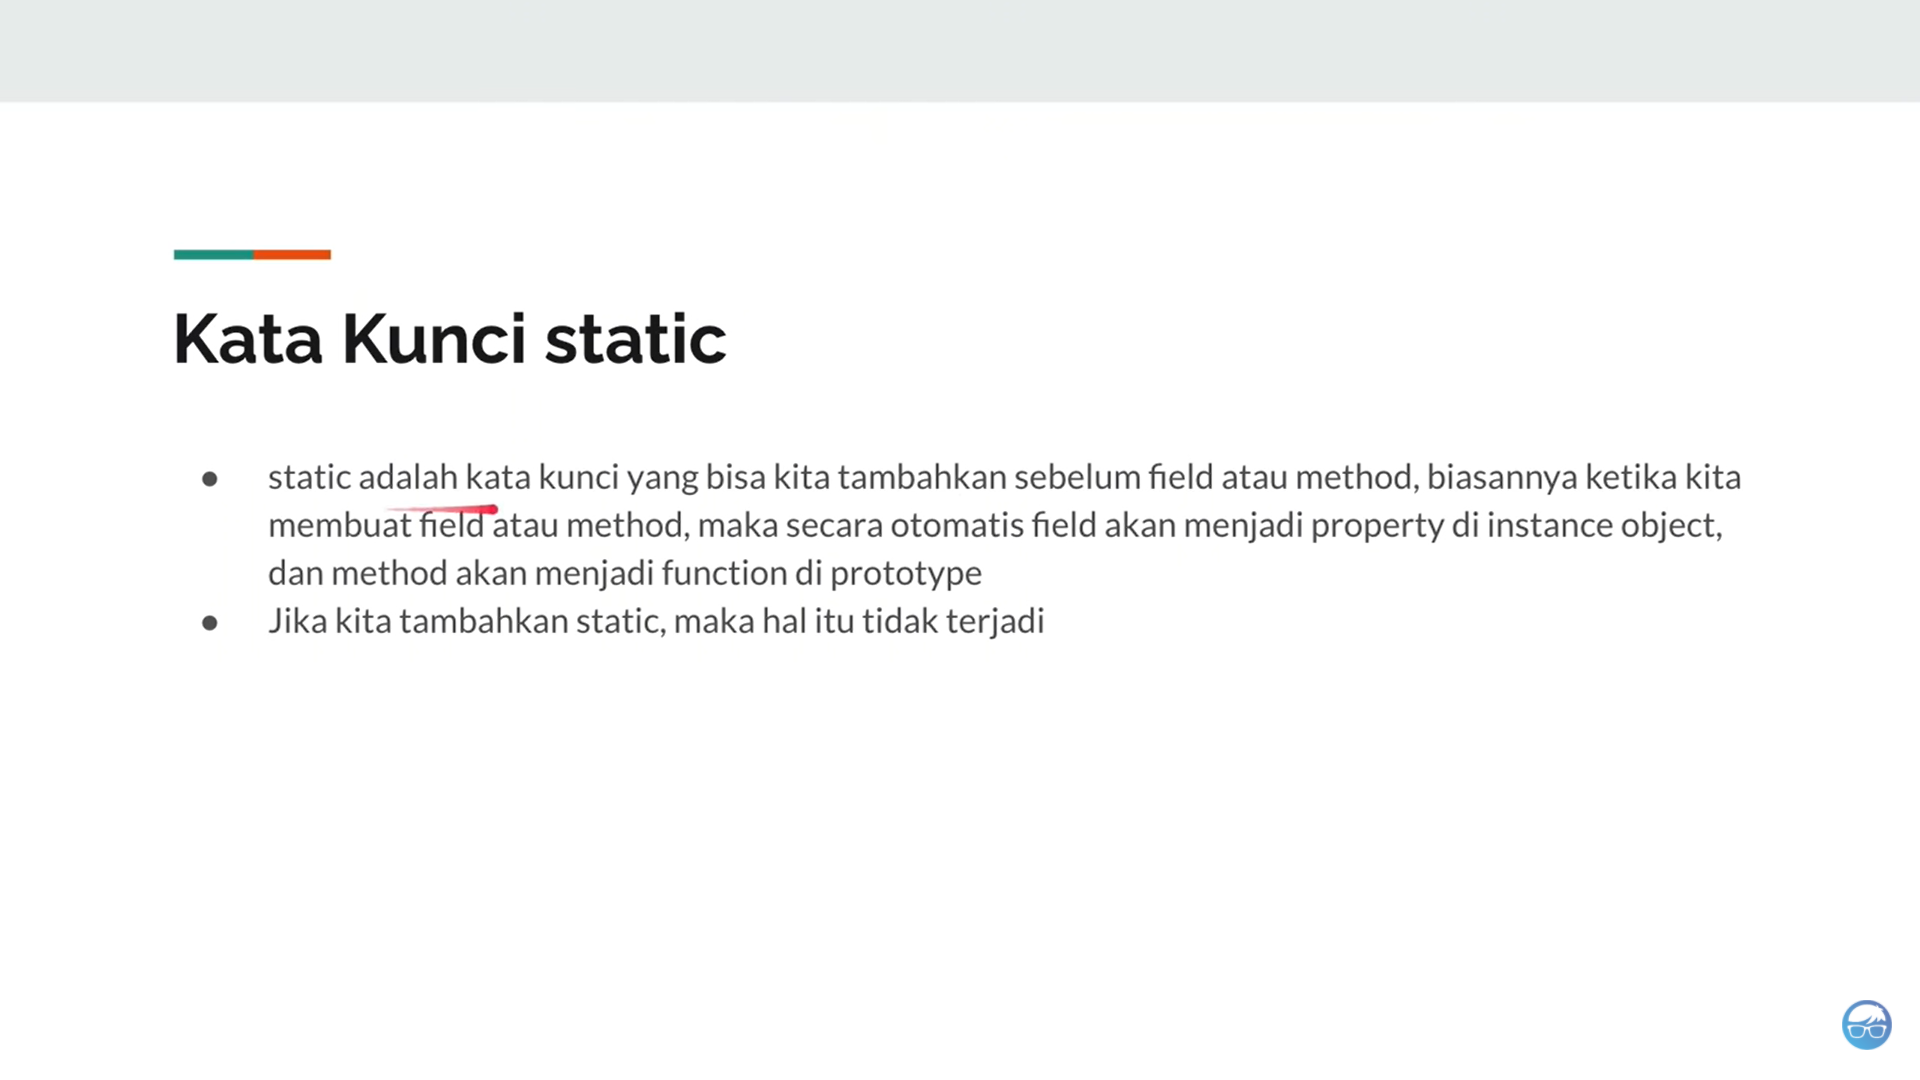 Kata Kunci static
● static adalah kata kunci yang bisa kita tambahkan sebelum field atau method, biasannya ketika kita
membuat field atau method, maka secara otomatis field akan menjadi property di instance object,
dan method akan menjadi function di prototype
● Jika kita tambahkan static, maka hal itu tidak terjadi